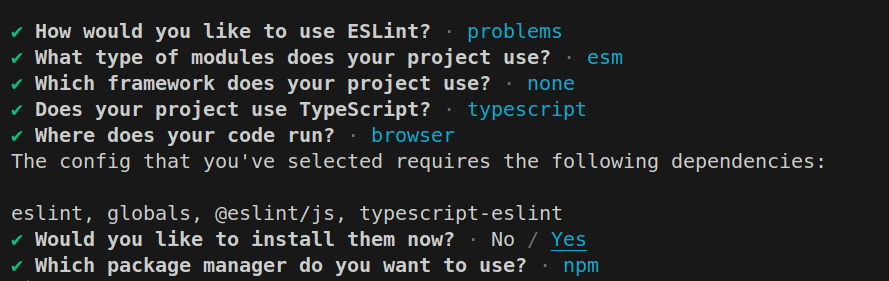 ✔ How would you like to use ESLint? · problems
✔ What type of modules does your project use? · esm
✔ Which framework does your project use? · none
✔ Does your project use TypeScript? · typescript
✔ Where does your code run? · browser
The config that you've selected requires the following dependencies:
eslint, globals, @eslint/js, typescript-eslint
✔ Would you like to install them now? · No / Yes
✔ Which package manager do you want to use? · npm